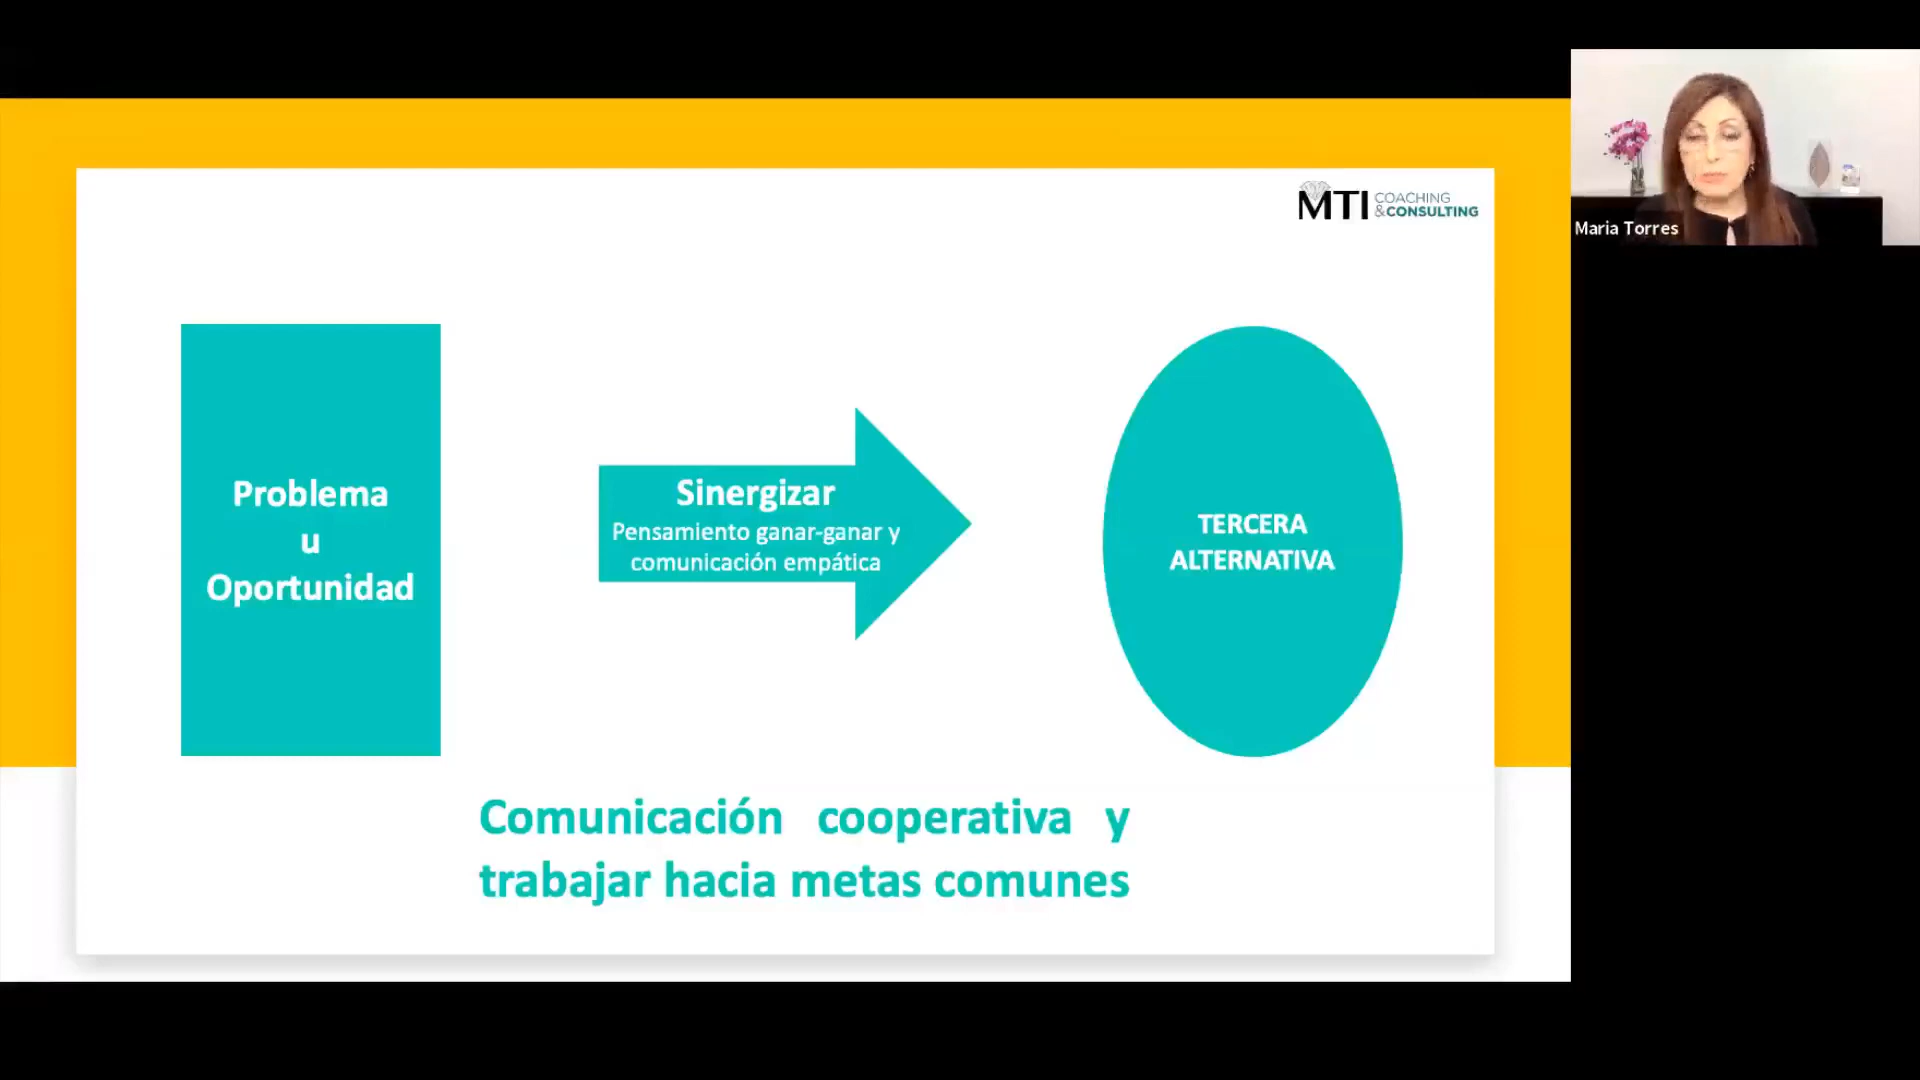 MTI COACHING
&CONSULTING
Maria Torres
Problema
u
Oportunidad
Sinergizar
Pensamiento ganar-ganar y
comunicación empática
TERCERA
ALTERNATIVA
Comunicación cooperativa y
trabajar hacia metas comunes